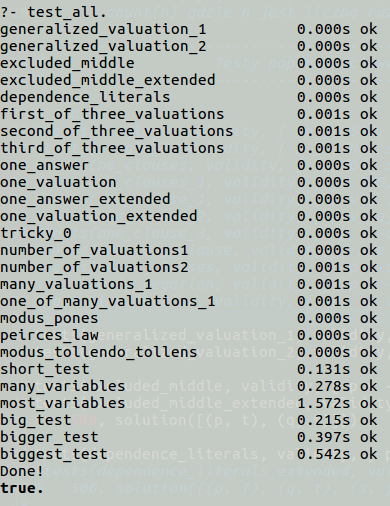 ?- test_all.
generalized_valuation_1 0.000s ok
generalized_valuation_2 0.000s ok
excluded_middle 0.000s ok
excluded_middle_extended 0.000s ok
dependence_literals 0.000s ok
first_of_three_valuations 0.001s ok
second_of_three_valuations 0.001s ok
third_of_three_valuations 0.001s ok
one_answer 0.000s ok
one_valuation 0.000s ok
one_answer_extended 0.000s ok
one_valuation_extended 0.000s ok
tricky_0 0.000s ok
number_of_valuations1 0.000s ok
number_of_valuations2 0.001s ok
many_valuations_1 0.001s ok
one_of_many_valuations_1 0.001s ok
modus_pones 0.000s ok
peirces_law 0.000s ok
modus_tollendo_tollens 0.000s ok
short_test 0.131s ok
many_variables 0.278s ok
most_variables 1.572s ok
big_test 0.215s ok
bigger_test 0.397s ok
biggest_test 0.542s ok
Done!
true.